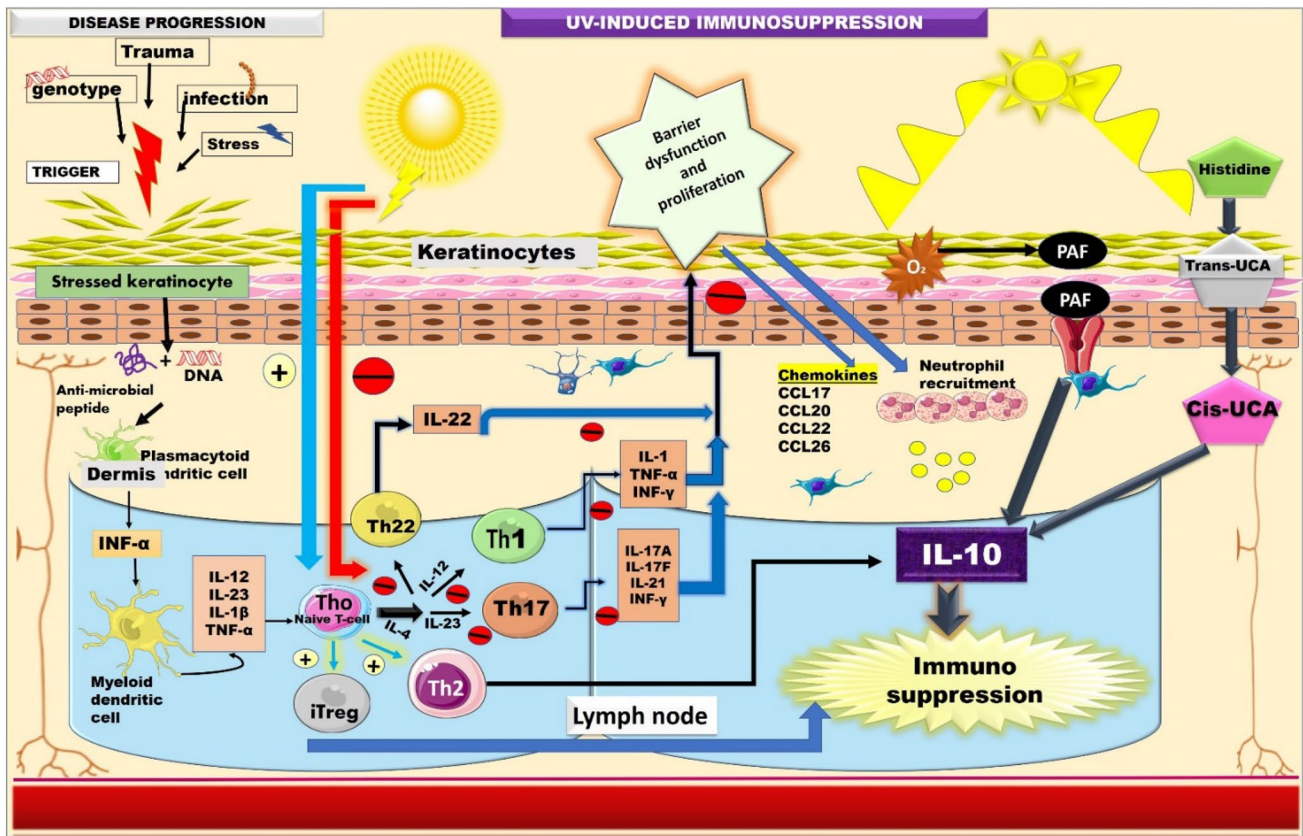 DISEASE PROGRESSION
UV-INDUCED IMMUNOSUPPRESSION
Trauma
genotype
infection
Stress
TRIGGER
Barrier
dysfunction
and
proliferation
Histidine
Keratinocytes
O₂
PAF
Trans-UCA
Stressed keratinocyte
PAF
+
DNA
Anti-microbial
peptide
+
Chemokines
CCL17
CCL20
CCL22
CCL26
Neutrophil
recruitment
Cis-UCA
IL-22
Plasmacytoid
ndritic cell
Dermis
IL-1
TNF-α
INF-γ
Th22
Th1
INF-α
IL-10
IL-12
IL-23
IL-1β
TNF-α
IL-17A
IL-17F
IL-21
INF-γ
Tho
Naive T-cell
IL-12
IL-4
IL-23
Th17
+
+
Myeloid
dendritic
cell
iTreg
Th2
Immuno
suppression
Lymph node